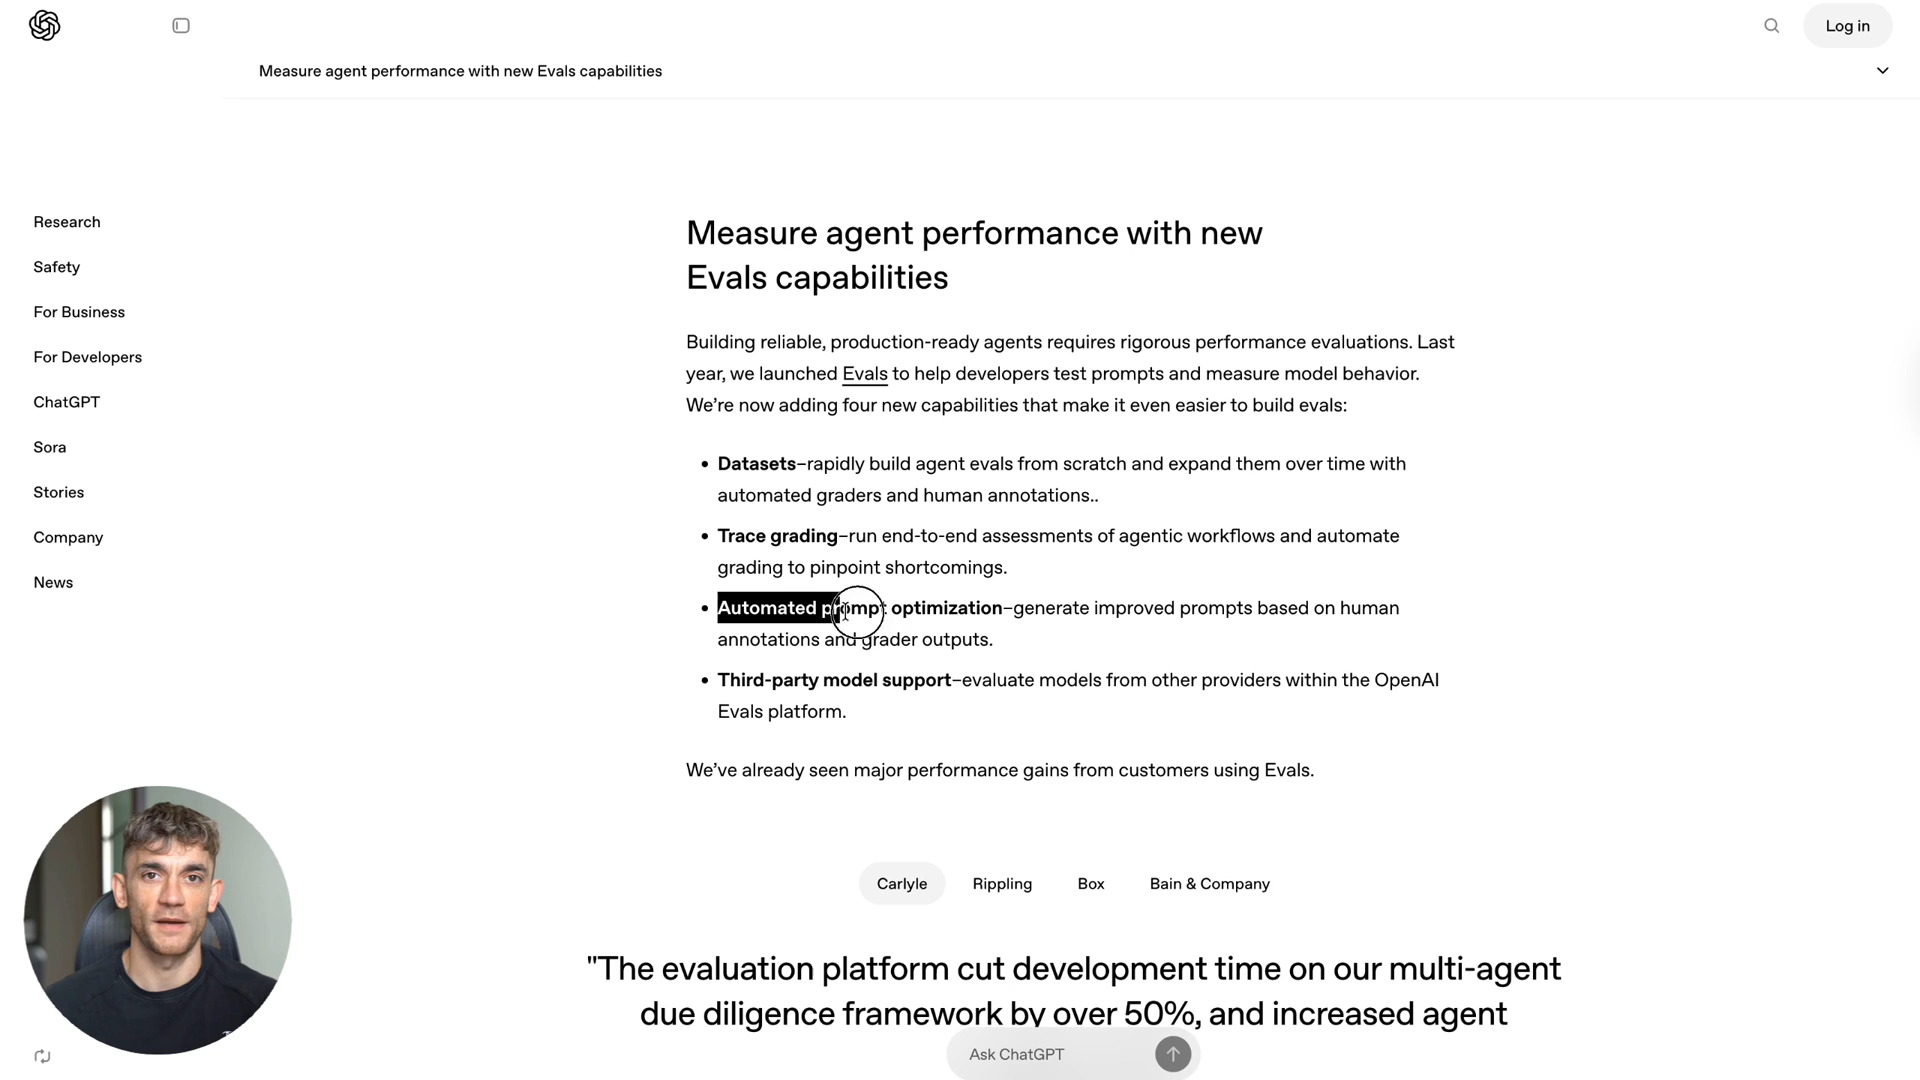 Log in
Measure agent performance with new Evals capabilities
Research
Safety
For Business
For Developers
ChatGPT
Sora
Stories
Company
News
Measure agent performance with new
Evals capabilities
Building reliable, production-ready agents requires rigorous performance evaluations. Last
year, we launched Evals to help developers test prompts and measure model behavior.
We’re now adding four new capabilities that make it even easier to build evals:
• Datasets–rapidly build agent evals from scratch and expand them over time with
automated graders and human annotations..
• Trace grading–run end-to-end assessments of agentic workflows and automate
grading to pinpoint shortcomings.
• Automated prompt optimization–generate improved prompts based on human
annotations and grader outputs.
• Third-party model support–evaluate models from other providers within the OpenAI
Evals platform.
We’ve already seen major performance gains from customers using Evals.
Carlyle Rippling Box Bain & Company
"The evaluation platform cut development time on our multi-agent
due diligence framework by over 50%, and increased agent
Ask ChatGPT